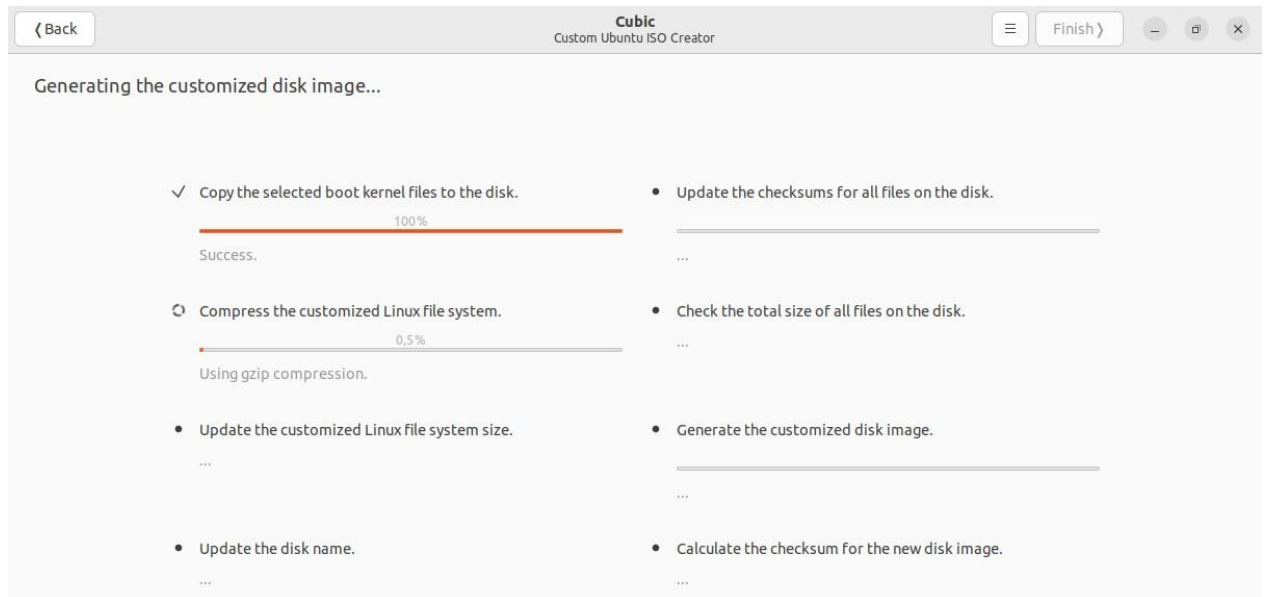 Back
Cubic
Custom Ubuntu ISO Creator
Finish
Generating the customized disk image...
Copy the selected boot kernel files to the disk.
100%
Success.
Compress the customized Linux file system.
0,5%
Using gzip compression.
Update the customized Linux file system size.
...
Update the disk name.
...
Update the checksums for all files on the disk.
...
Check the total size of all files on the disk.
...
Generate the customized disk image.
...
Calculate the checksum for the new disk image.
...